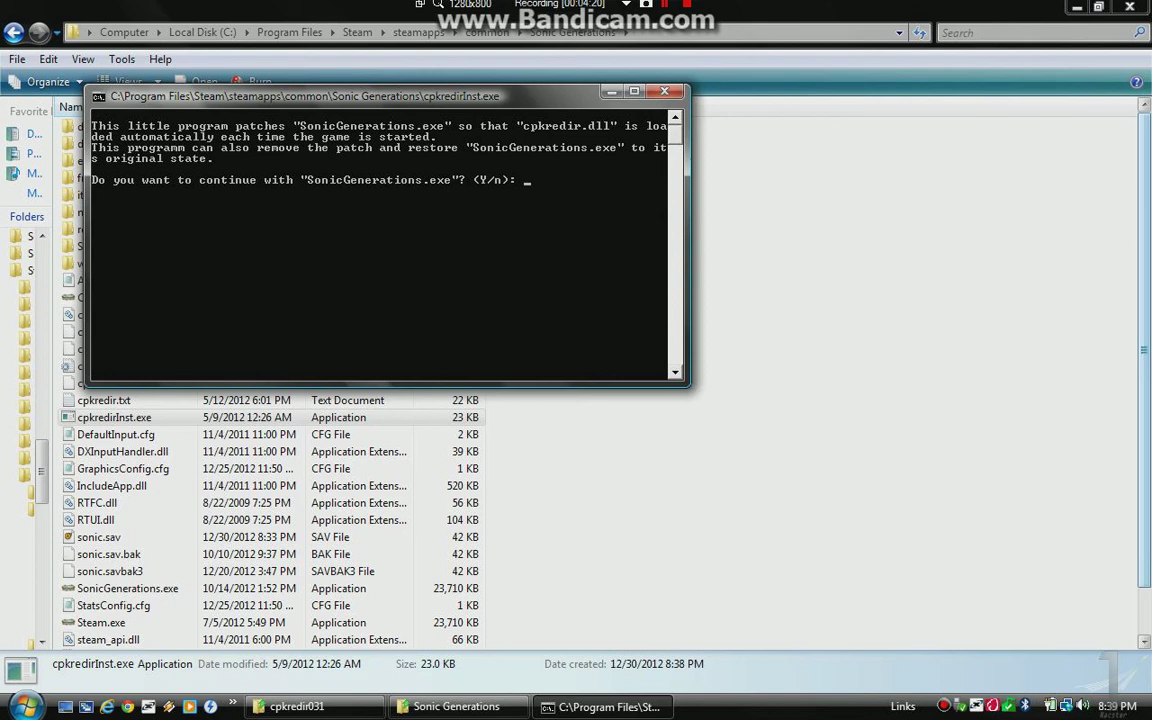 1280x800
Recording [00:04:20]
www.Bandicam.com
Computer Local Disk (C:) Program Files Steam steamapps common Sonic Generations
Search
File Edit View Tools Help
Organize Views Open Burn
C:\Program Files\Steam\steamapps\common\Sonic Generations\cpkredirInst.exe
This little program patches "SonicGenerations.exe" so that "cpkredir.dll" is loa
ded automatically each time the game is started.
This programm can also remove the patch and restore "SonicGenerations.exe" to it
s original state.
Do you want to continue with "SonicGenerations.exe"? (Y/n): _
Favorite
D...
P...
M...
M...
Folders
S
S
S
cpkredir.txt 5/12/2012 6:01 PM Text Document 22 KB
cpkredirInst.exe 5/9/2012 12:26 AM Application 23 KB
DefaultInput.cfg 11/4/2011 11:00 PM CFG File 2 KB
DXInputHandler.dll 11/4/2011 11:00 PM Application Extens... 39 KB
GraphicsConfig.cfg 12/25/2012 11:50 ... CFG File 1 KB
IncludeApp.dll 11/4/2011 11:00 PM Application Extens... 520 KB
RTFC.dll 8/22/2009 7:25 PM Application Extens... 56 KB
RTUI.dll 8/22/2009 7:25 PM Application Extens... 104 KB
sonic.sav 12/30/2012 8:33 PM SAV File 42 KB
sonic.sav.bak 10/10/2012 9:37 PM BAK File 42 KB
sonic.savbak3 12/20/2012 3:47 PM SAVBAK3 File 42 KB
SonicGenerations.exe 10/14/2012 1:52 PM Application 23,710 KB
StatsConfig.cfg 12/25/2012 11:50 ... CFG File 1 KB
Steam.exe 7/5/2012 5:49 PM Application 23,710 KB
steam_api.dll 11/4/2011 6:00 PM Application Extens... 66 KB
cpkredirInst.exe Application Date modified: 5/9/2012 12:26 AM Size: 23.0 KB Date created: 12/30/2012 8:38 PM
cpkredir031 Sonic Generations C:\Program Files\St... Links 8:39 PM